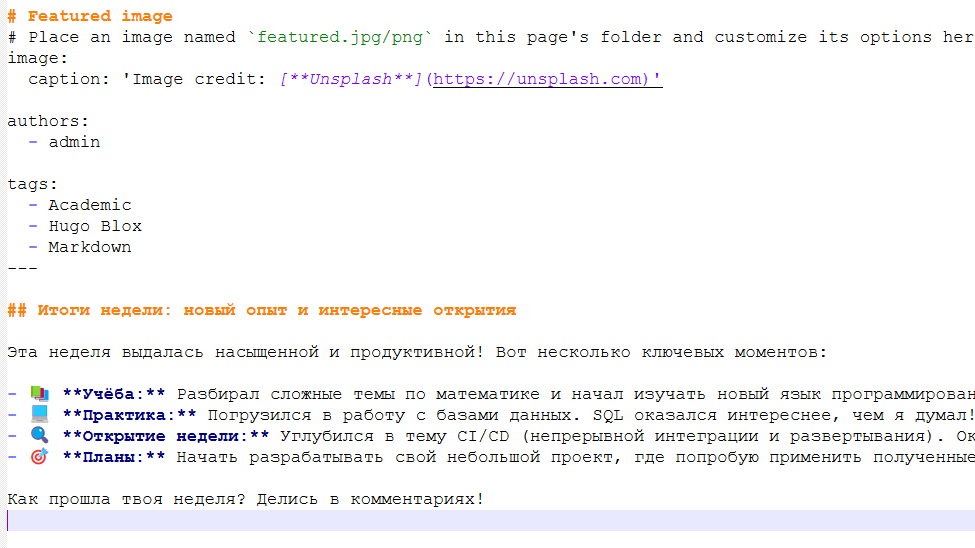 # Featured image
# Place an image named `featured.jpg/png` in this page's folder and customize its options her
image:
  caption: 'Image credit: [**Unsplash**](https://unsplash.com)'
authors:
  - admin
tags:
  - Academic
  - Hugo Blox
  - Markdown
---
## Итоги недели: новый опыт и интересные открытия
Эта неделя выдалась насыщенной и продуктивной! Вот несколько ключевых моментов:
- 📚 **Учёба:** Разбирал сложные темы по математике и начал изучать новый язык программирован
- 💻 **Практика:** Погрузился в работу с базами данных. SQL оказался интереснее, чем я думал!
- 🔍 **Открытие недели:** Углубился в тему CI/CD (непрерывной интеграции и развертывания). Ок
- 🎯 **Планы:** Начать разрабатывать свой небольшой проект, где попробую применить полученные
Как прошла твоя неделя? Делись в комментариях!